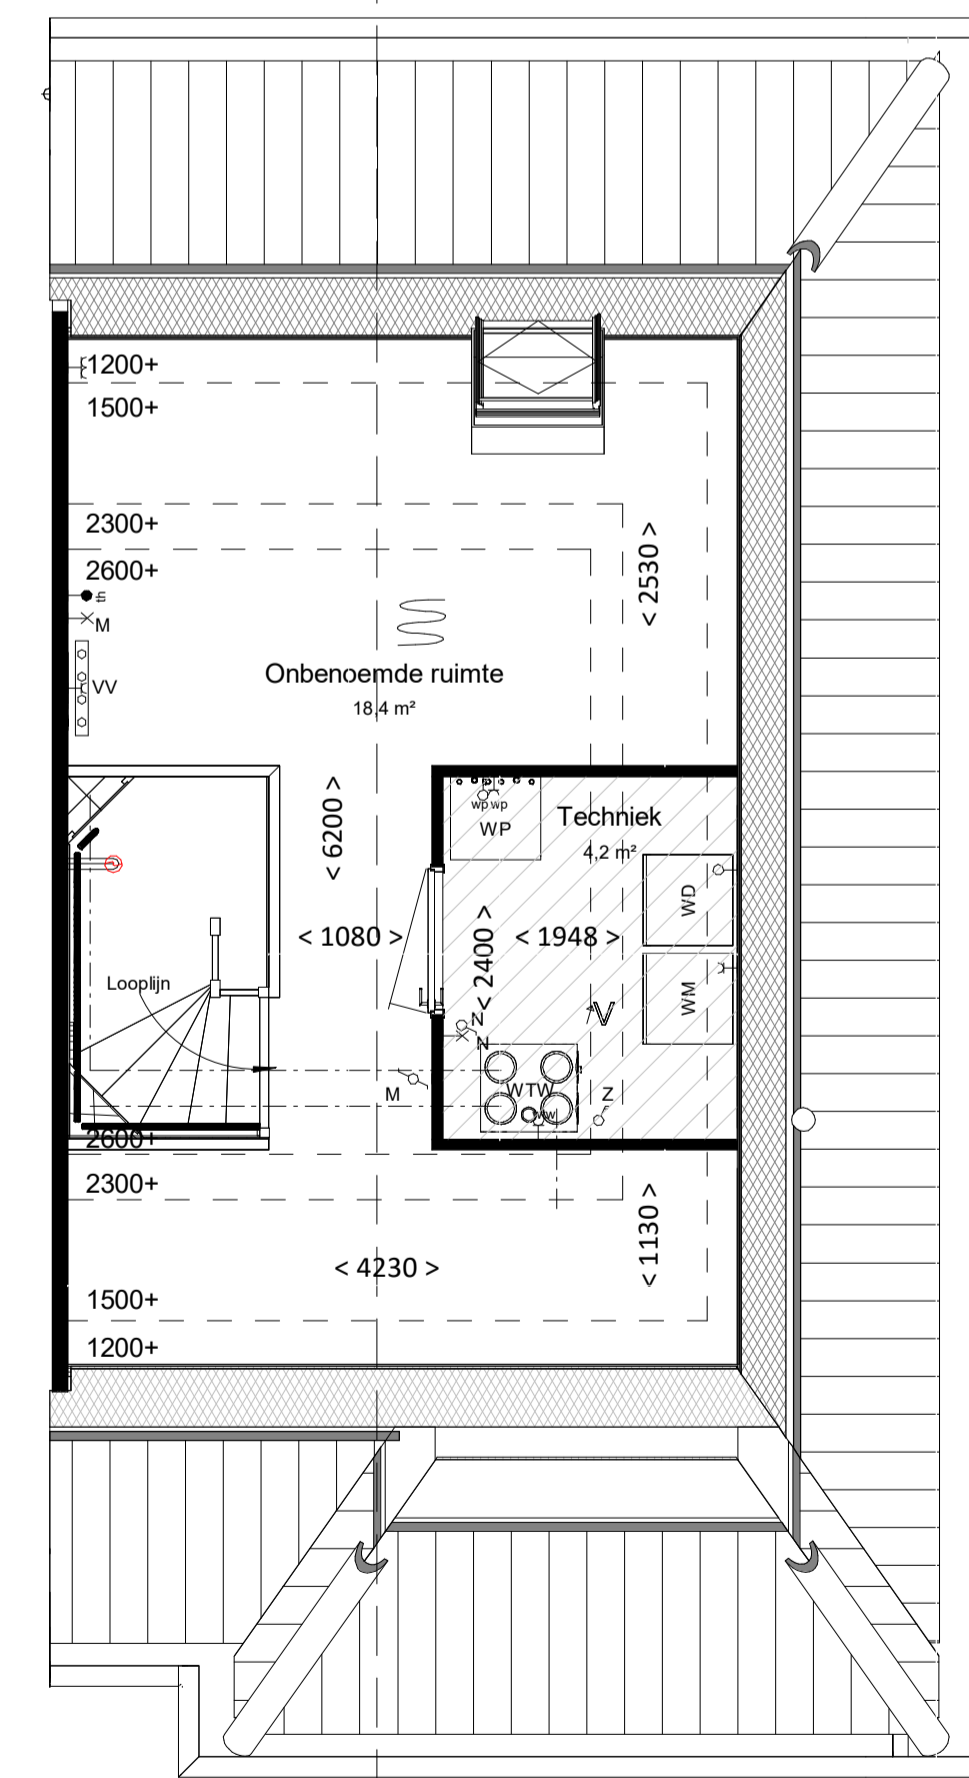 1200+
1500+
2300+
2600+
th
M
VV
< 2530 >
Onbenoemde ruimte
18,4 m²
< 6200 >
wp wp
WP
Techniek
4,2 m²
WD
< 1080 >
< 2400 >
< 1948 >
Looplijn
WM
N
N
V
M
WTW
wtw
Z
2600+
2300+
< 1130 >
< 4230 >
1500+
1200+